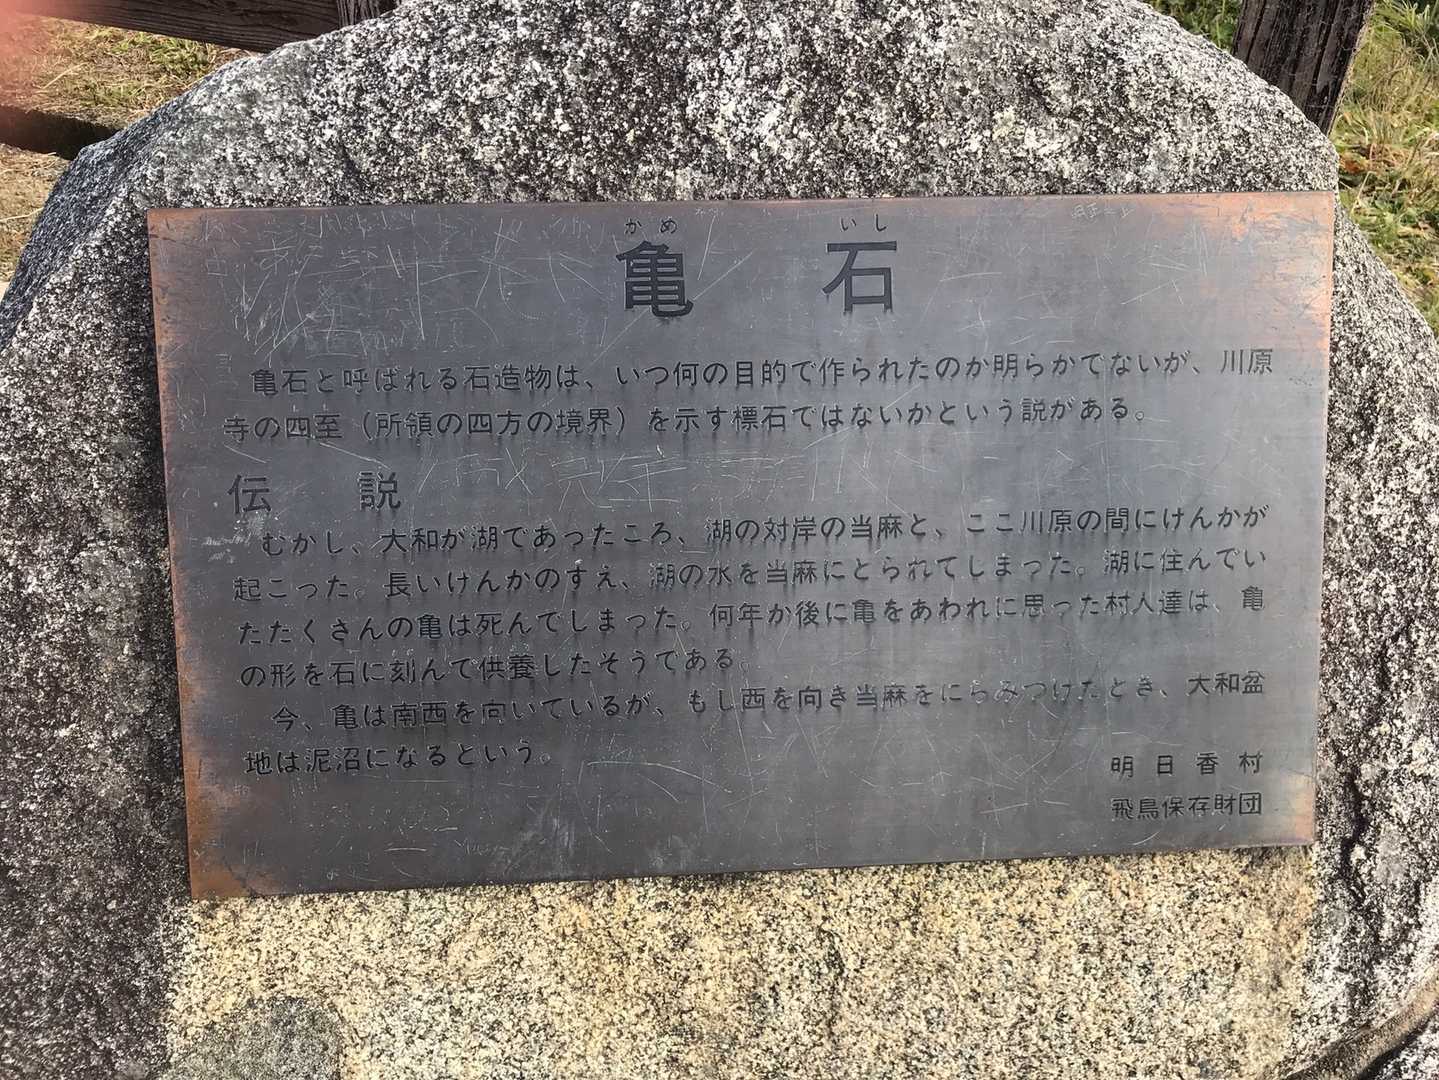 かめ いし
亀石
亀石と呼ばれる石造物は、いつ何の目的で作られたのか明らかでないが、川原
寺の四至（所領の四方の境界）を示す標石ではないかという説がある。
伝説
むかし、大和が湖であったころ、湖の対岸の当麻と、ここ川原の間にけんかが
起こった。長いけんかのすえ、湖の水を当麻にとられてしまった。湖に住んでい
たたくさんの亀は死んでしまった。何年か後に亀をあわれに思った村人達は、亀
の形を石に刻んで供養したそうである。
今、亀は南西を向いているが、もし西を向き当麻をにらみつけたとき、大和盆
地は泥沼になるという。
明日香村
飛鳥保存財団